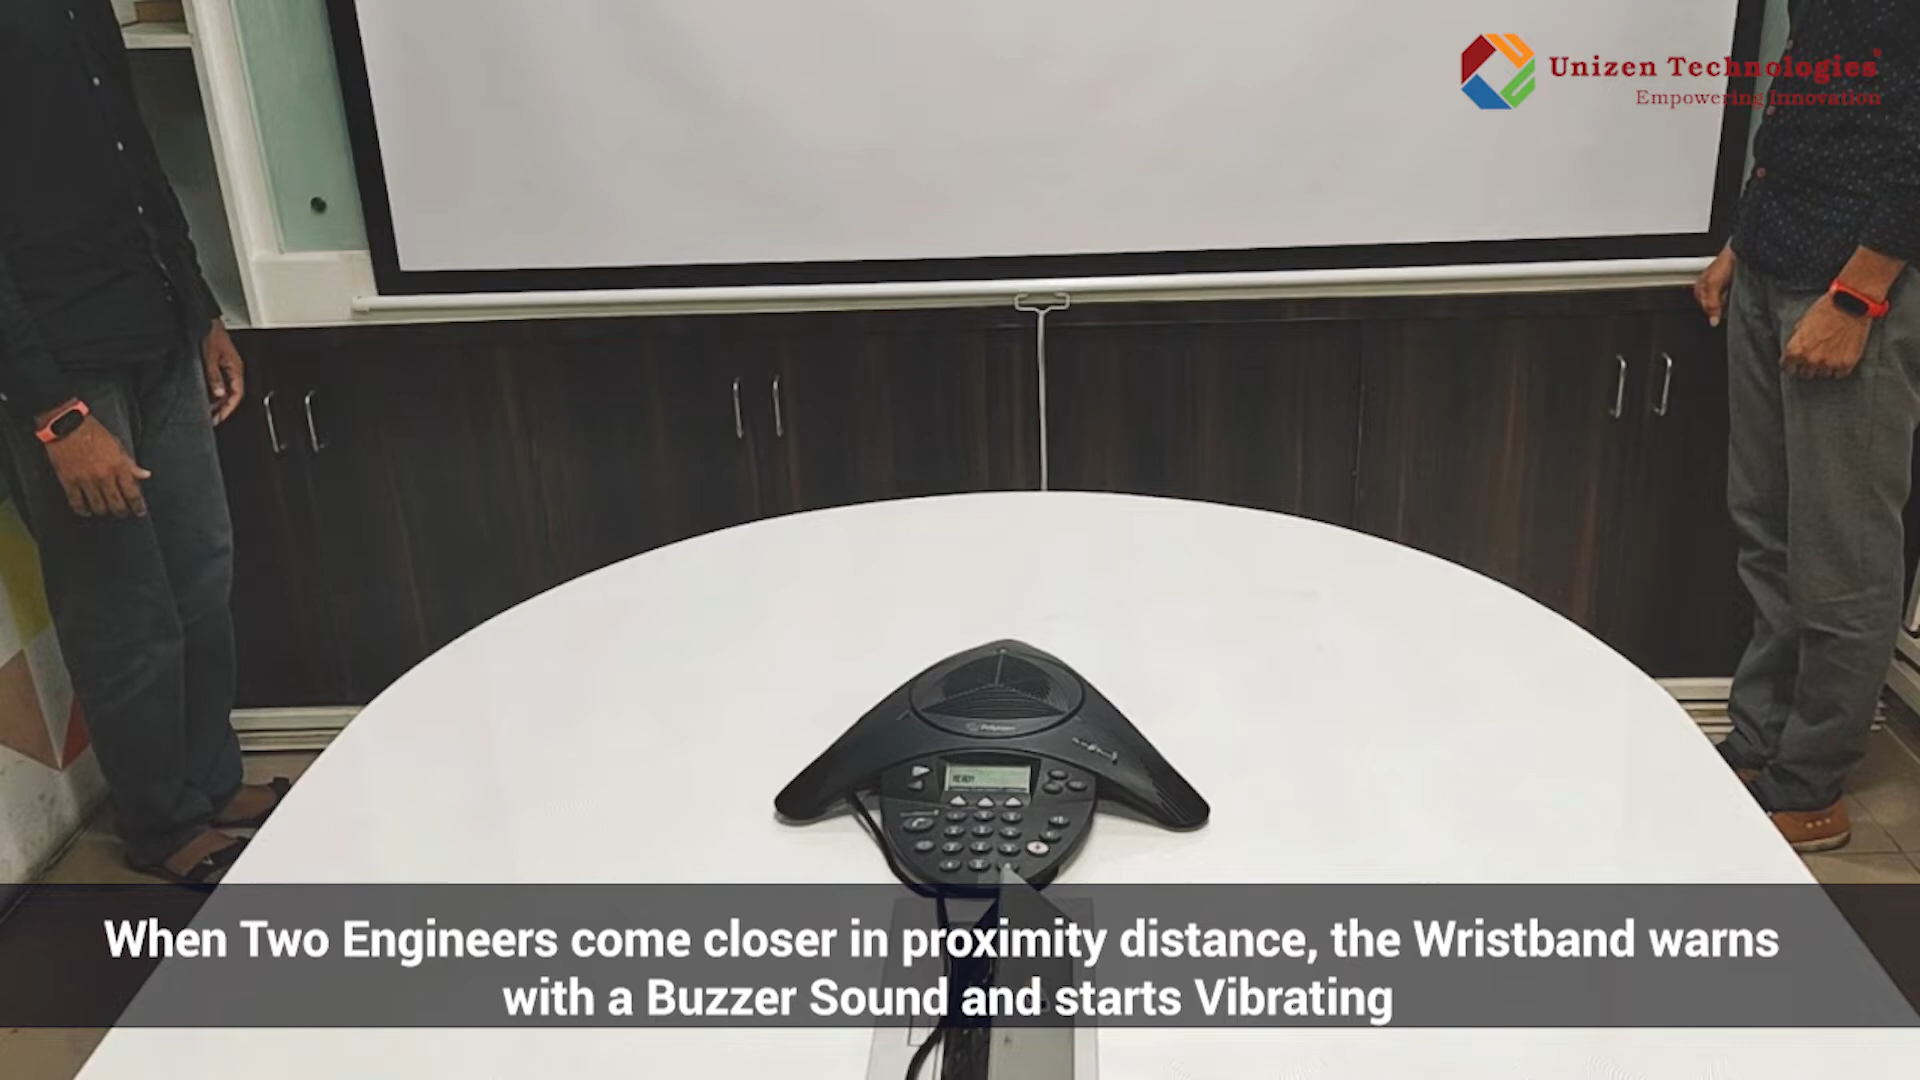 Unizen Technologies
Empowering Innovation
READY
When Two Engineers come closer in proximity distance, the Wristband warns
with a Buzzer Sound and starts Vibrating